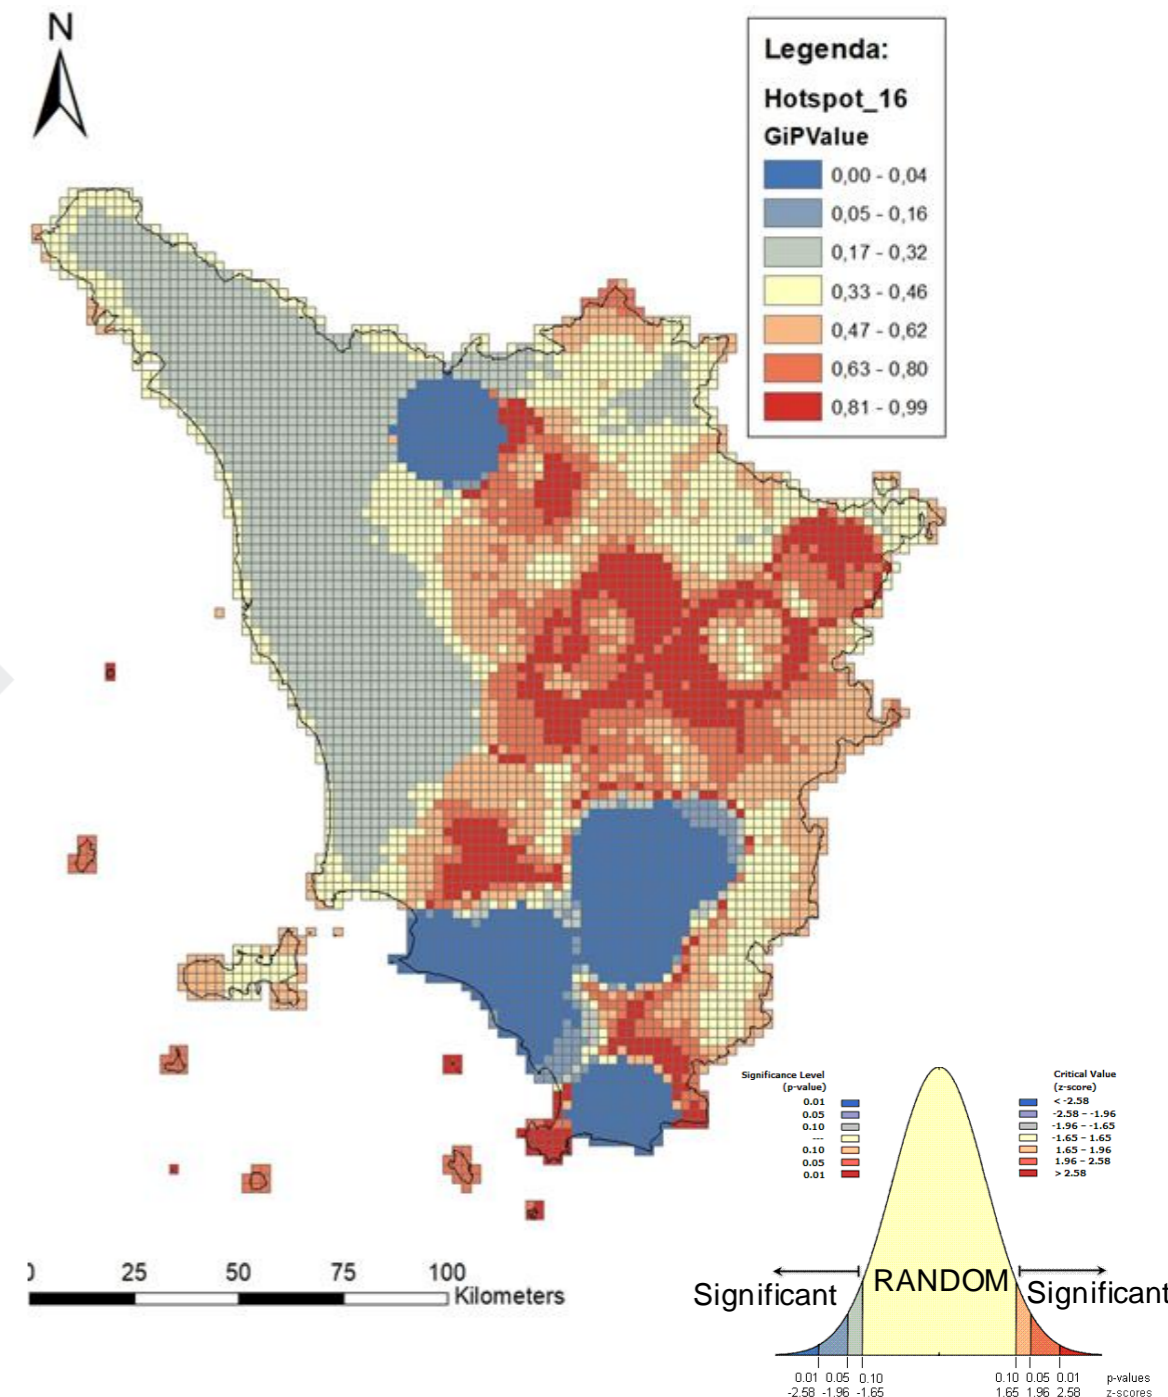 N
Legenda:
Hotspot_16
GiPValue
0,00 - 0,04
0,05 - 0,16
0,17 - 0,32
0,33 - 0,46
0,47 - 0,62
0,63 - 0,80
0,81 - 0,99
0 25 50 75 100
Kilometers
Significance Level
(p-value)
0.01
0.05
0.10
---
0.10
0.05
0.01
Critical Value
(z-score)
< -2.58
-2.58 - -1.96
-1.96 - -1.65
-1.65 - 1.65
1.65 - 1.96
1.96 - 2.58
> 2.58
Significant RANDOM Significant
0.01 0.05 0.10 0.10 0.05 0.01 p-values
-2.58 -1.96 -1.65 1.65 1.96 2.58 z-scores